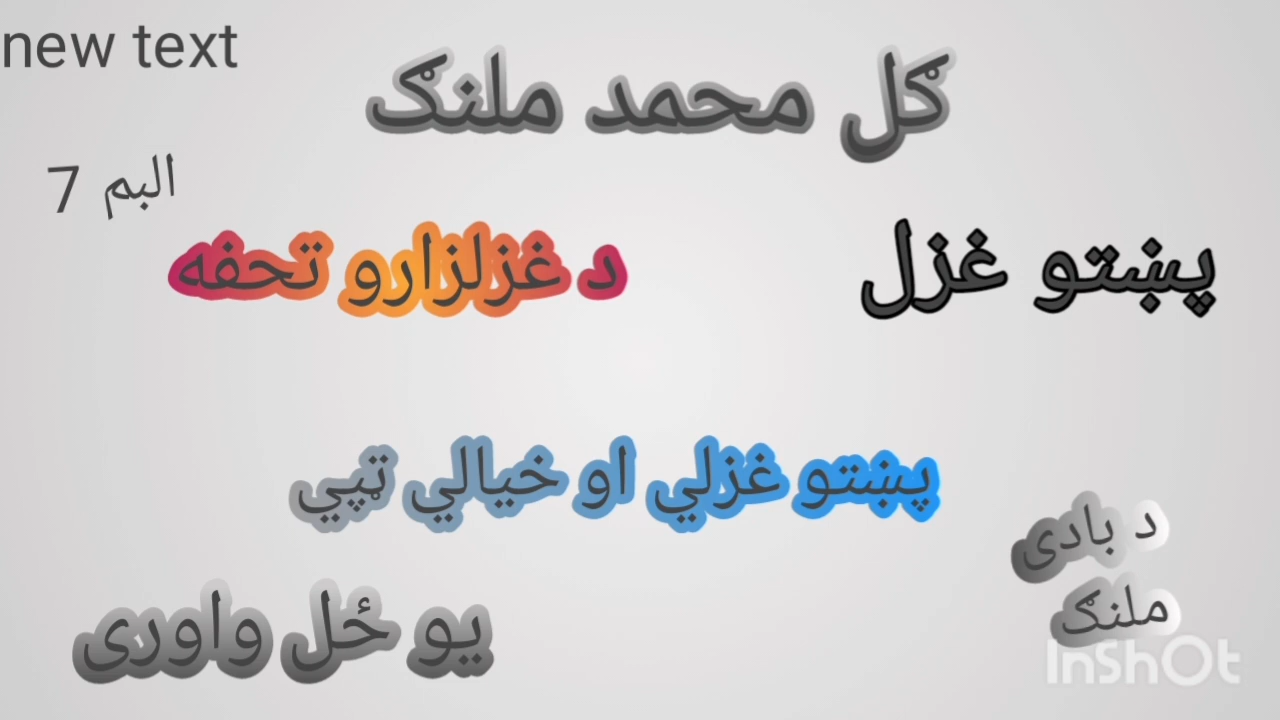 new text
ګل محمد ملنګ
البم 7
پښتو غزل
د غزلزارو تحفه
پښتو غزلي او خيالي ټپي
د بادی
ملنګ
يو ځل واوری
InShOt